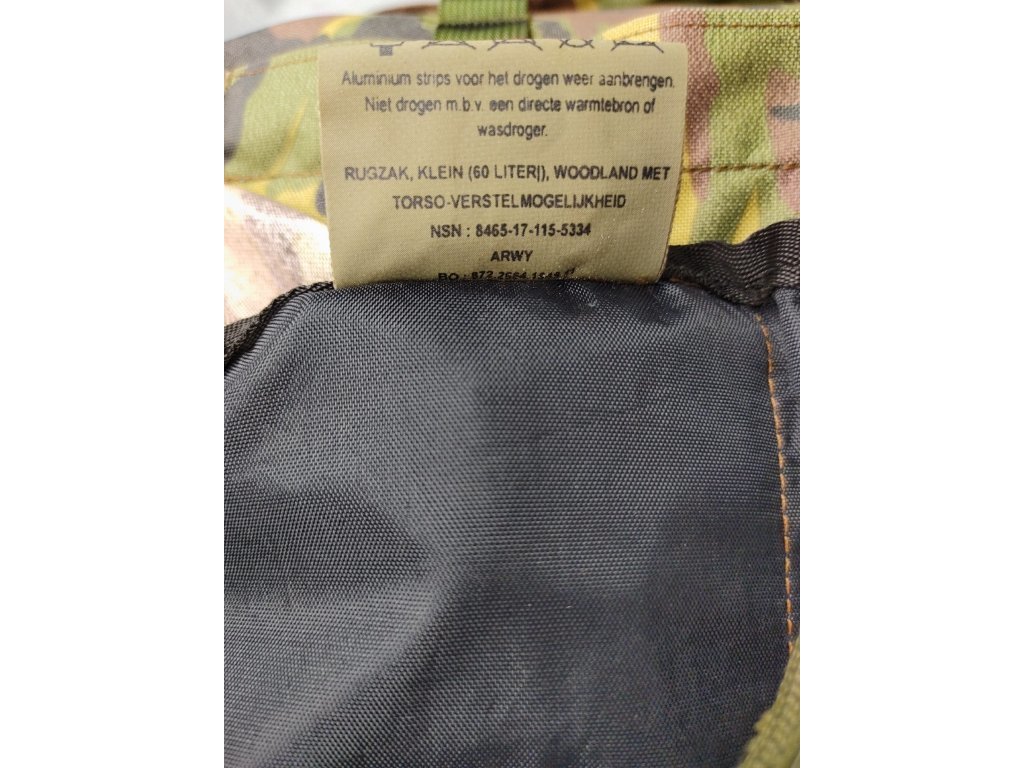 Aluminium strips voor het drogen weer aanbrengen.
Niet drogen m.b.v. een directe warmtebron of
wasdroger.
RUGZAK, KLEIN (60 LITER|), WOODLAND MET
TORSO-VERSTELMOGELIJKHEID
NSN : 8465-17-115-5334
ARWY
BO :